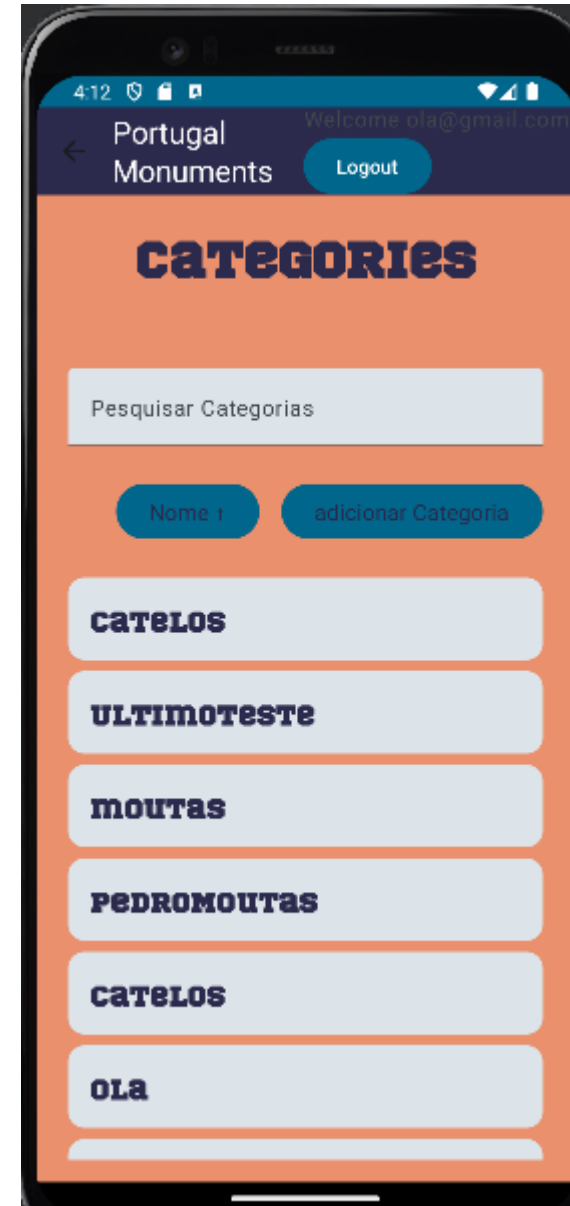 4:12
Portugal
Monuments
Welcome ola@gmail.com
Logout
CATEGORIES
Pesquisar Categorias
Nome ↑
adicionar Categoria
CATELOS
ULTIMOTESTE
MOUTAS
PEDROMOUTAS
CATELOS
OLA